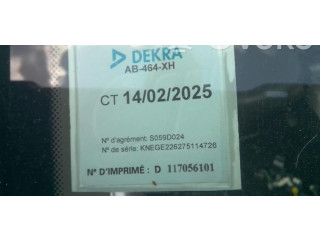 DEKRA
AB-464-XH
CT 14/02/2025
N° d'agrément: S059D024
N° de série: KNEGE226275114726
N° D'IMPRIMÉ: D 117056101